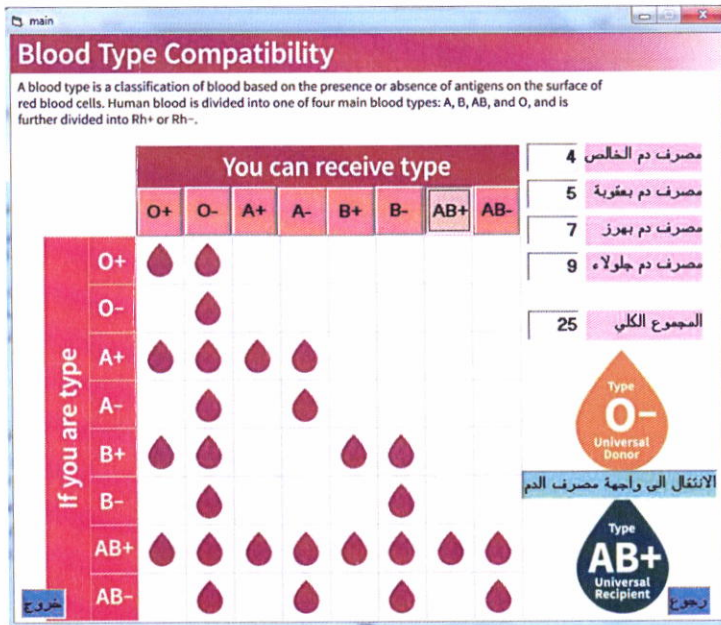 main
Blood Type Compatibility
A blood type is a classification of blood based on the presence or absence of antigens on the surface of
red blood cells. Human blood is divided into one of four main blood types: A, B, AB, and O, and is
further divided into Rh+ or Rh−.
You can receive type
O+ O- A+ A- B+ B- AB+ AB-
If you are type
O+
O-
A+
A-
B+
B-
AB+
AB-
مصرف دم الخالص 4
مصرف دم بعقوبة 5
مصرف دم بهرز 7
مصرف دم جلولاء 9
المجموع الكلي 25
Type
O−
Universal
Donor
الانتقال الى واجهة مصرف الدم
Type
AB+
Universal
Recipient
خروج
رجوع